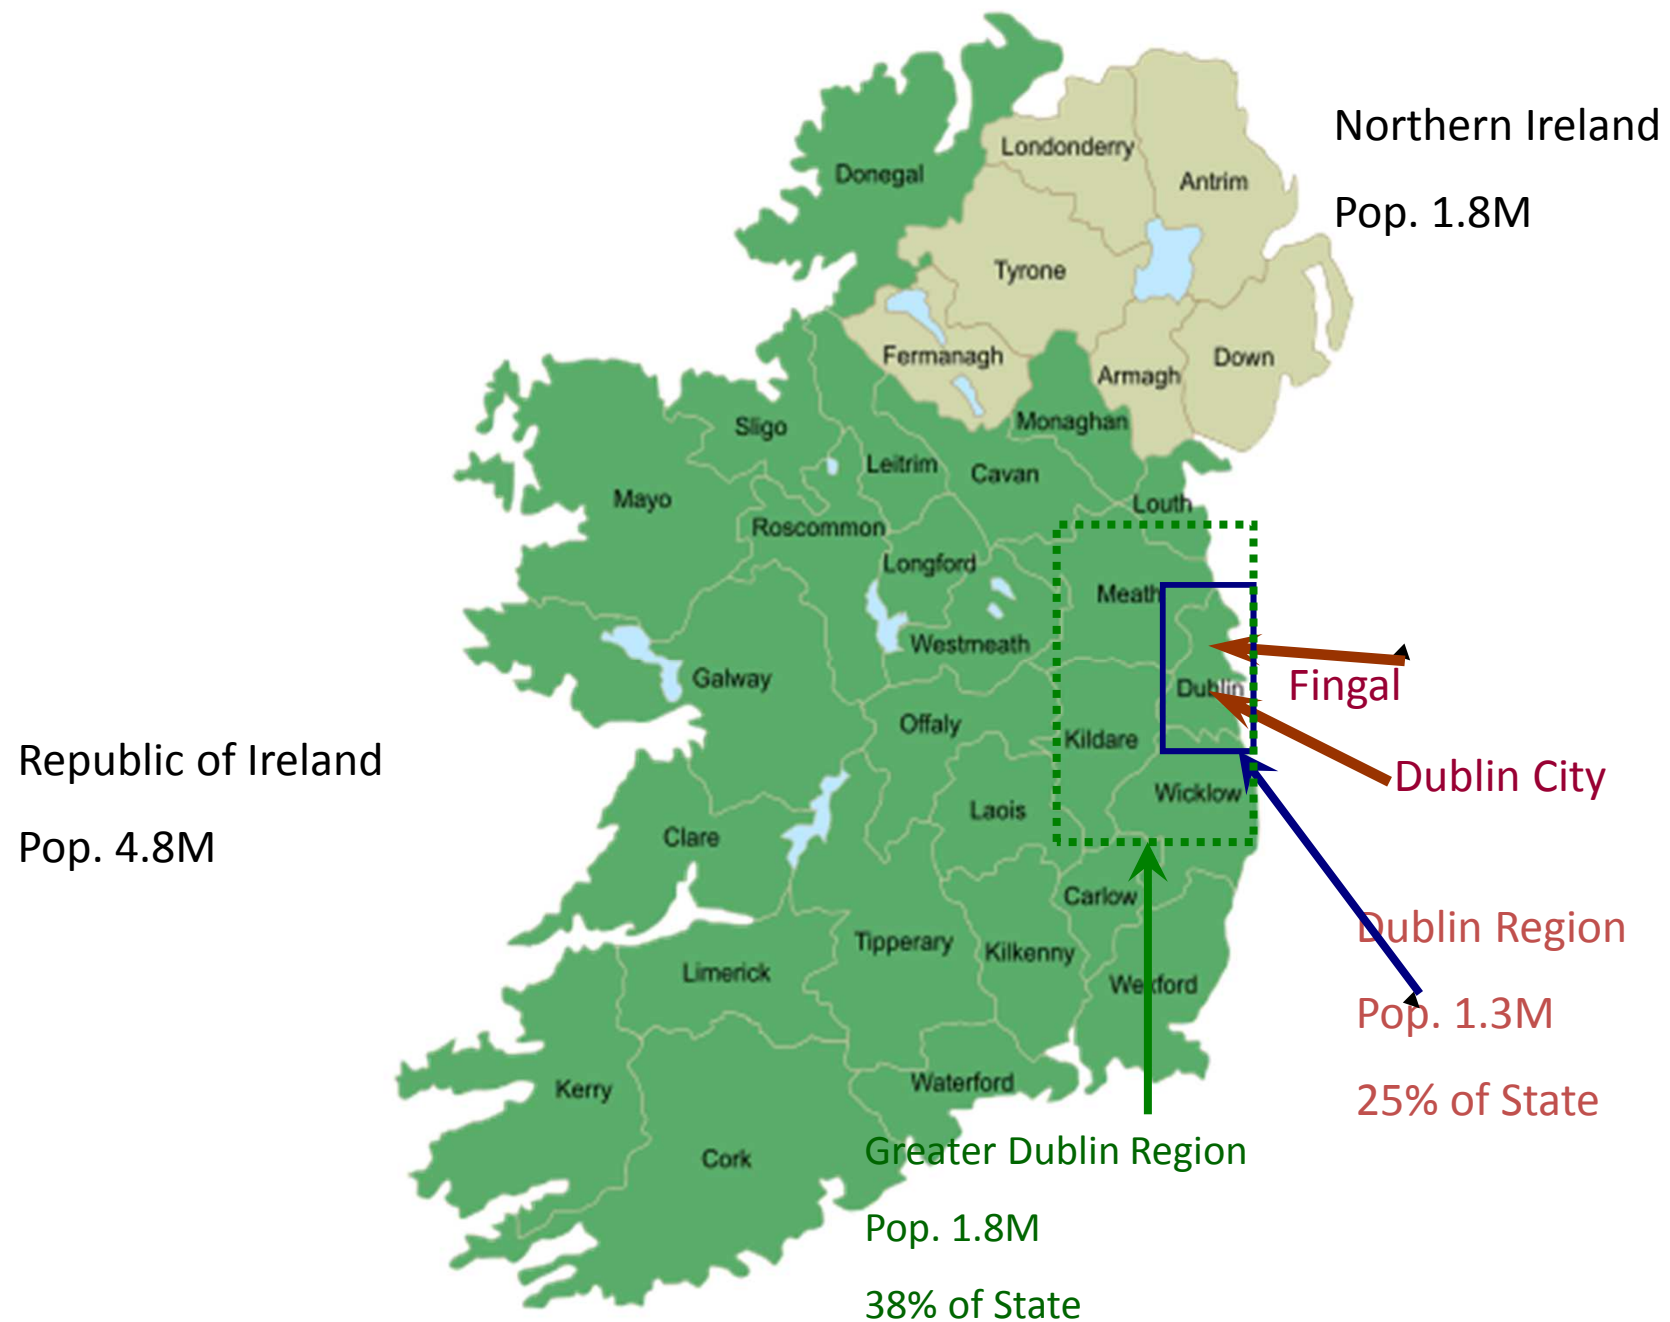 Northern Ireland
Pop. 1.8M
Londonderry
Antrim
Donegal
Tyrone
Fermanagh
Armagh
Down
Monaghan
Sligo
Leitrim
Cavan
Mayo
Louth
Roscommon
Longford
Meath
Westmeath
Galway
Dublin
Fingal
Offaly
Kildare
Republic of Ireland
Pop. 4.8M
Dublin City
Wicklow
Laois
Clare
Carlow
Dublin Region
Pop. 1.3M
25% of State
Tipperary
Kilkenny
Limerick
Wexford
Waterford
Kerry
Cork
Greater Dublin Region
Pop. 1.8M
38% of State